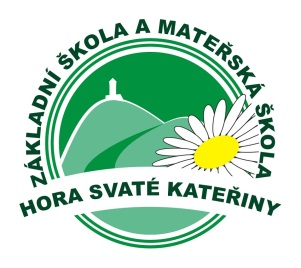 ZÁKLADNÍ ŠKOLA A MATEŘSKÁ ŠKOLA
HORA SVATÉ KATEŘINY